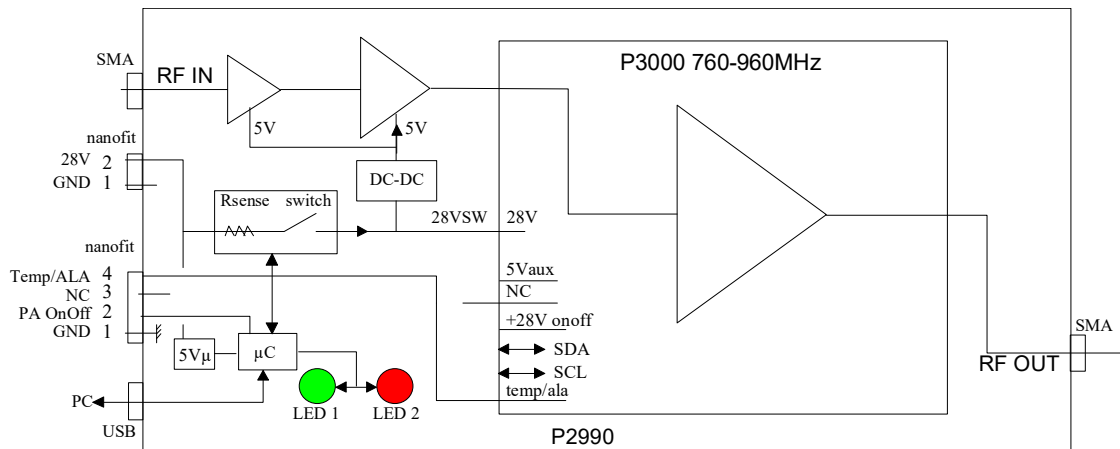 P3000 760-960MHz
SMA
RF IN
5V
5V
nanofit
28V 2
GND 1
DC-DC
Rsense switch
28VSW
28V
nanofit
Temp/ALA 4
NC 3
PA OnOff 2
GND 1
5Vaux
NC
+28V onoff
SDA
SCL
temp/ala
5Vµ
µC
PC
USB
LED 1
LED 2
SMA
RF OUT
P2990